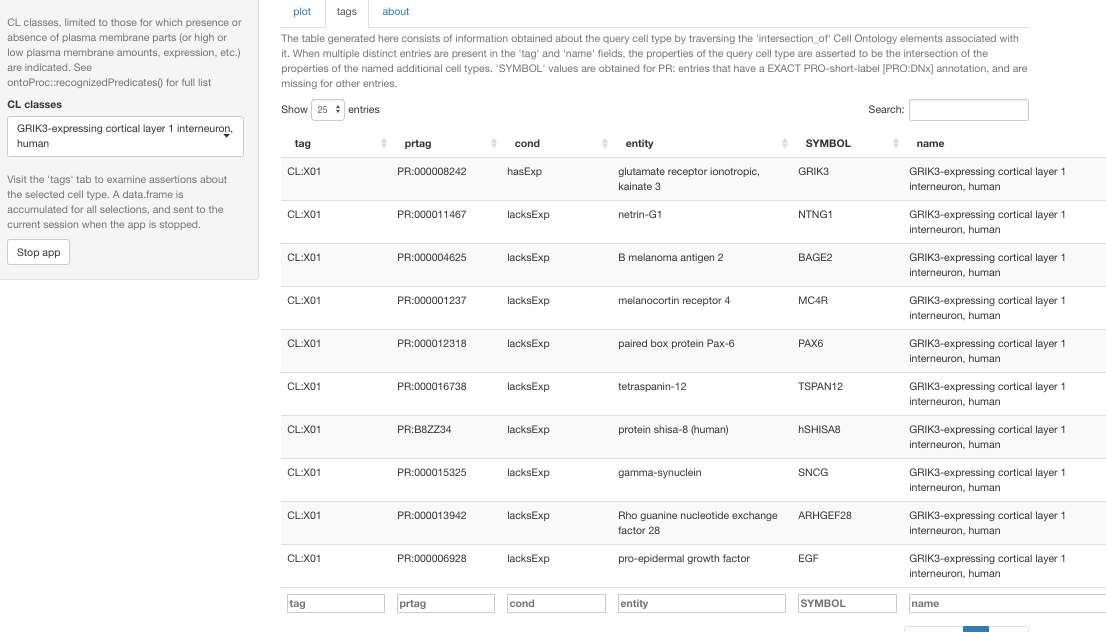 plot tags about
CL classes, limited to those for which presence or
absence of plasma membrane parts (or high or
low plasma membrane amounts, expression, etc.)
are indicated. See
ontoProc::recognizedPredicates() for full list
CL classes
GRIK3-expressing cortical layer 1 interneuron,
human
Visit the 'tags' tab to examine assertions about
the selected cell type. A data.frame is
accumulated for all selections, and sent to the
current session when the app is stopped.
Stop app
The table generated here consists of information obtained about the query cell type by traversing the 'intersection_of' Cell Ontology elements associated with
it. When multiple distinct entries are present in the 'tag' and 'name' fields, the properties of the query cell type are asserted to be the intersection of the
properties of the named additional cell types. 'SYMBOL' values are obtained for PR: entries that have a EXACT PRO-short-label [PRO:DNx] annotation, and are
missing for other entries.
Show 25 entries Search:
tag prtag cond entity SYMBOL name
CL:X01 PR:000008242 hasExp glutamate receptor ionotropic, GRIK3 GRIK3-expressing cortical layer 1
kainate 3 interneuron, human
CL:X01 PR:000011467 lacksExp netrin-G1 NTNG1 GRIK3-expressing cortical layer 1
interneuron, human
CL:X01 PR:000004625 lacksExp B melanoma antigen 2 BAGE2 GRIK3-expressing cortical layer 1
interneuron, human
CL:X01 PR:000001237 lacksExp melanocortin receptor 4 MC4R GRIK3-expressing cortical layer 1
interneuron, human
CL:X01 PR:000012318 lacksExp paired box protein Pax-6 PAX6 GRIK3-expressing cortical layer 1
interneuron, human
CL:X01 PR:000016738 lacksExp tetraspanin-12 TSPAN12 GRIK3-expressing cortical layer 1
interneuron, human
CL:X01 PR:B8ZZ34 lacksExp protein shisa-8 (human) hSHISA8 GRIK3-expressing cortical layer 1
interneuron, human
CL:X01 PR:000015325 lacksExp gamma-synuclein SNCG GRIK3-expressing cortical layer 1
interneuron, human
CL:X01 PR:000013942 lacksExp Rho guanine nucleotide exchange ARHGEF28 GRIK3-expressing cortical layer 1
factor 28 interneuron, human
CL:X01 PR:000006928 lacksExp pro-epidermal growth factor EGF GRIK3-expressing cortical layer 1
interneuron, human
tag prtag cond entity SYMBOL name